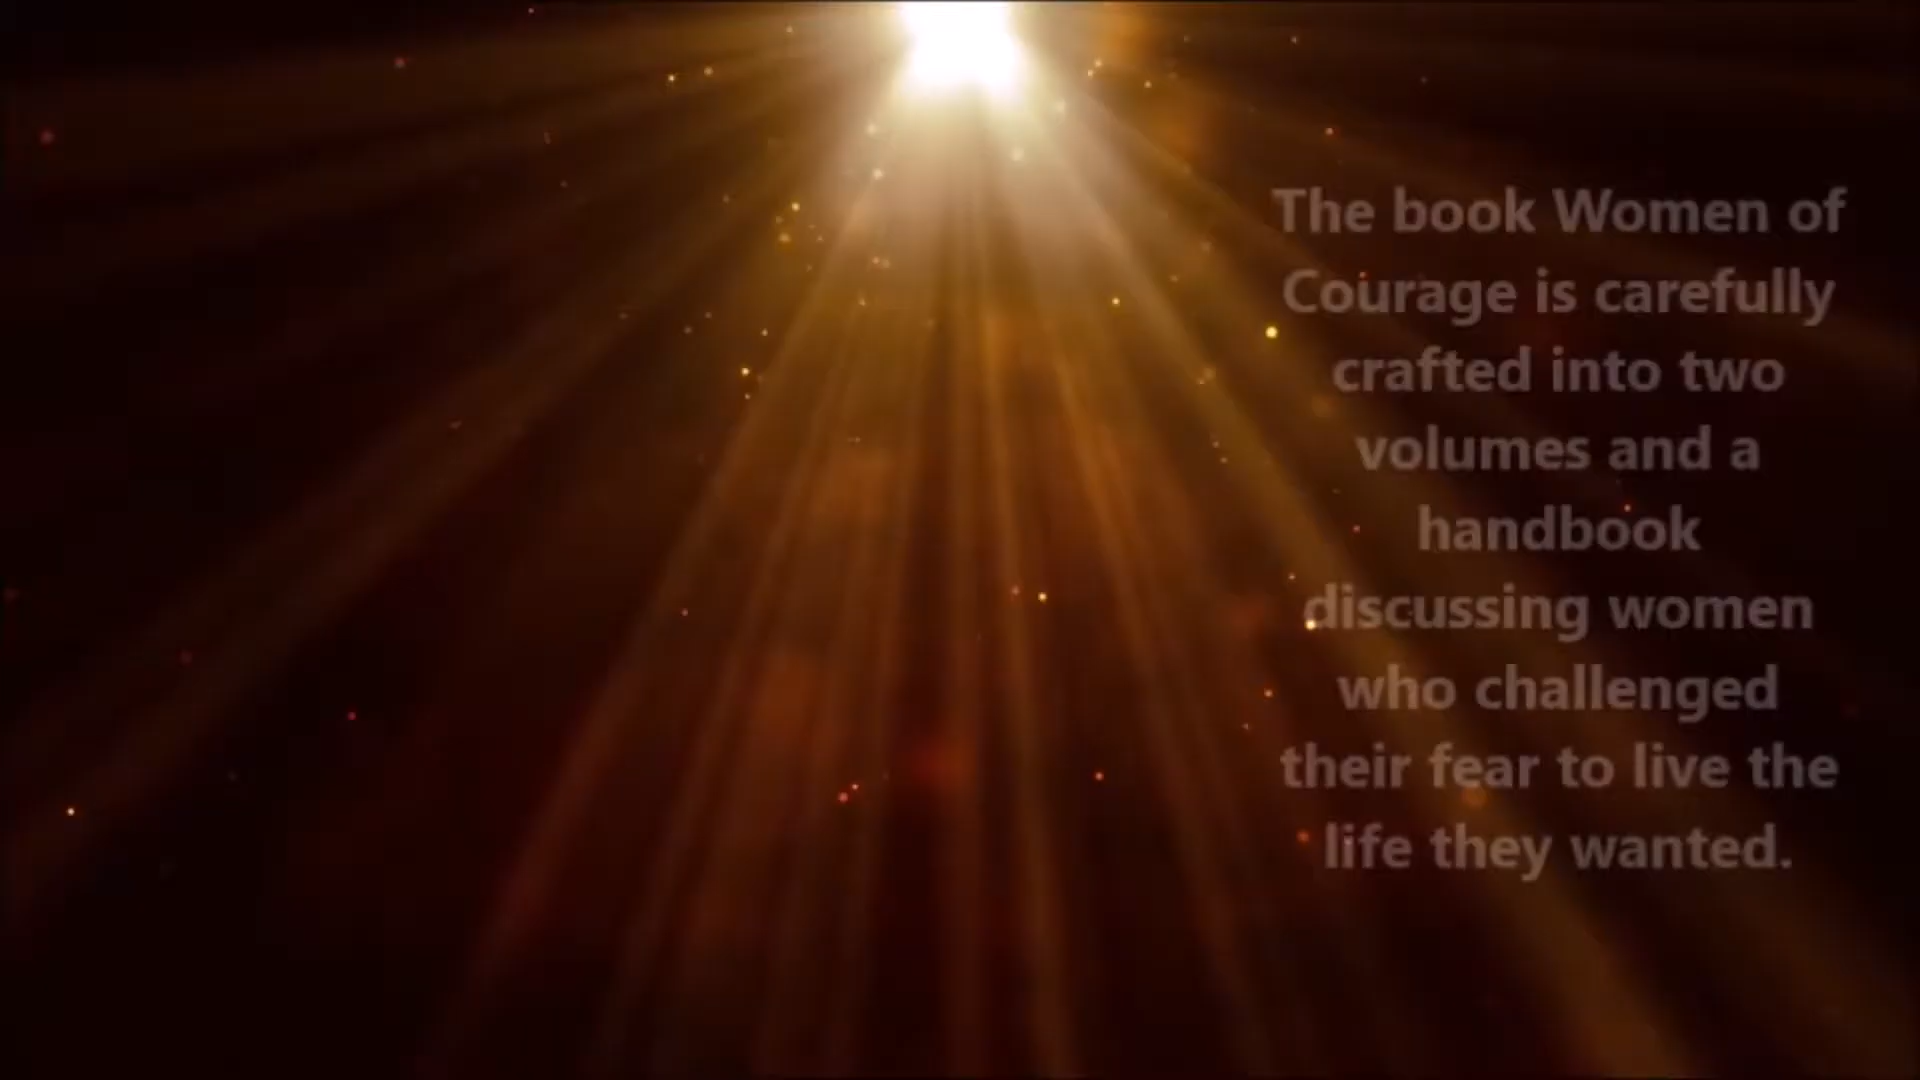 The book Women of
Courage is carefully
crafted into two
volumes and a
handbook
discussing women
who challenged
their fear to live the
life they wanted.